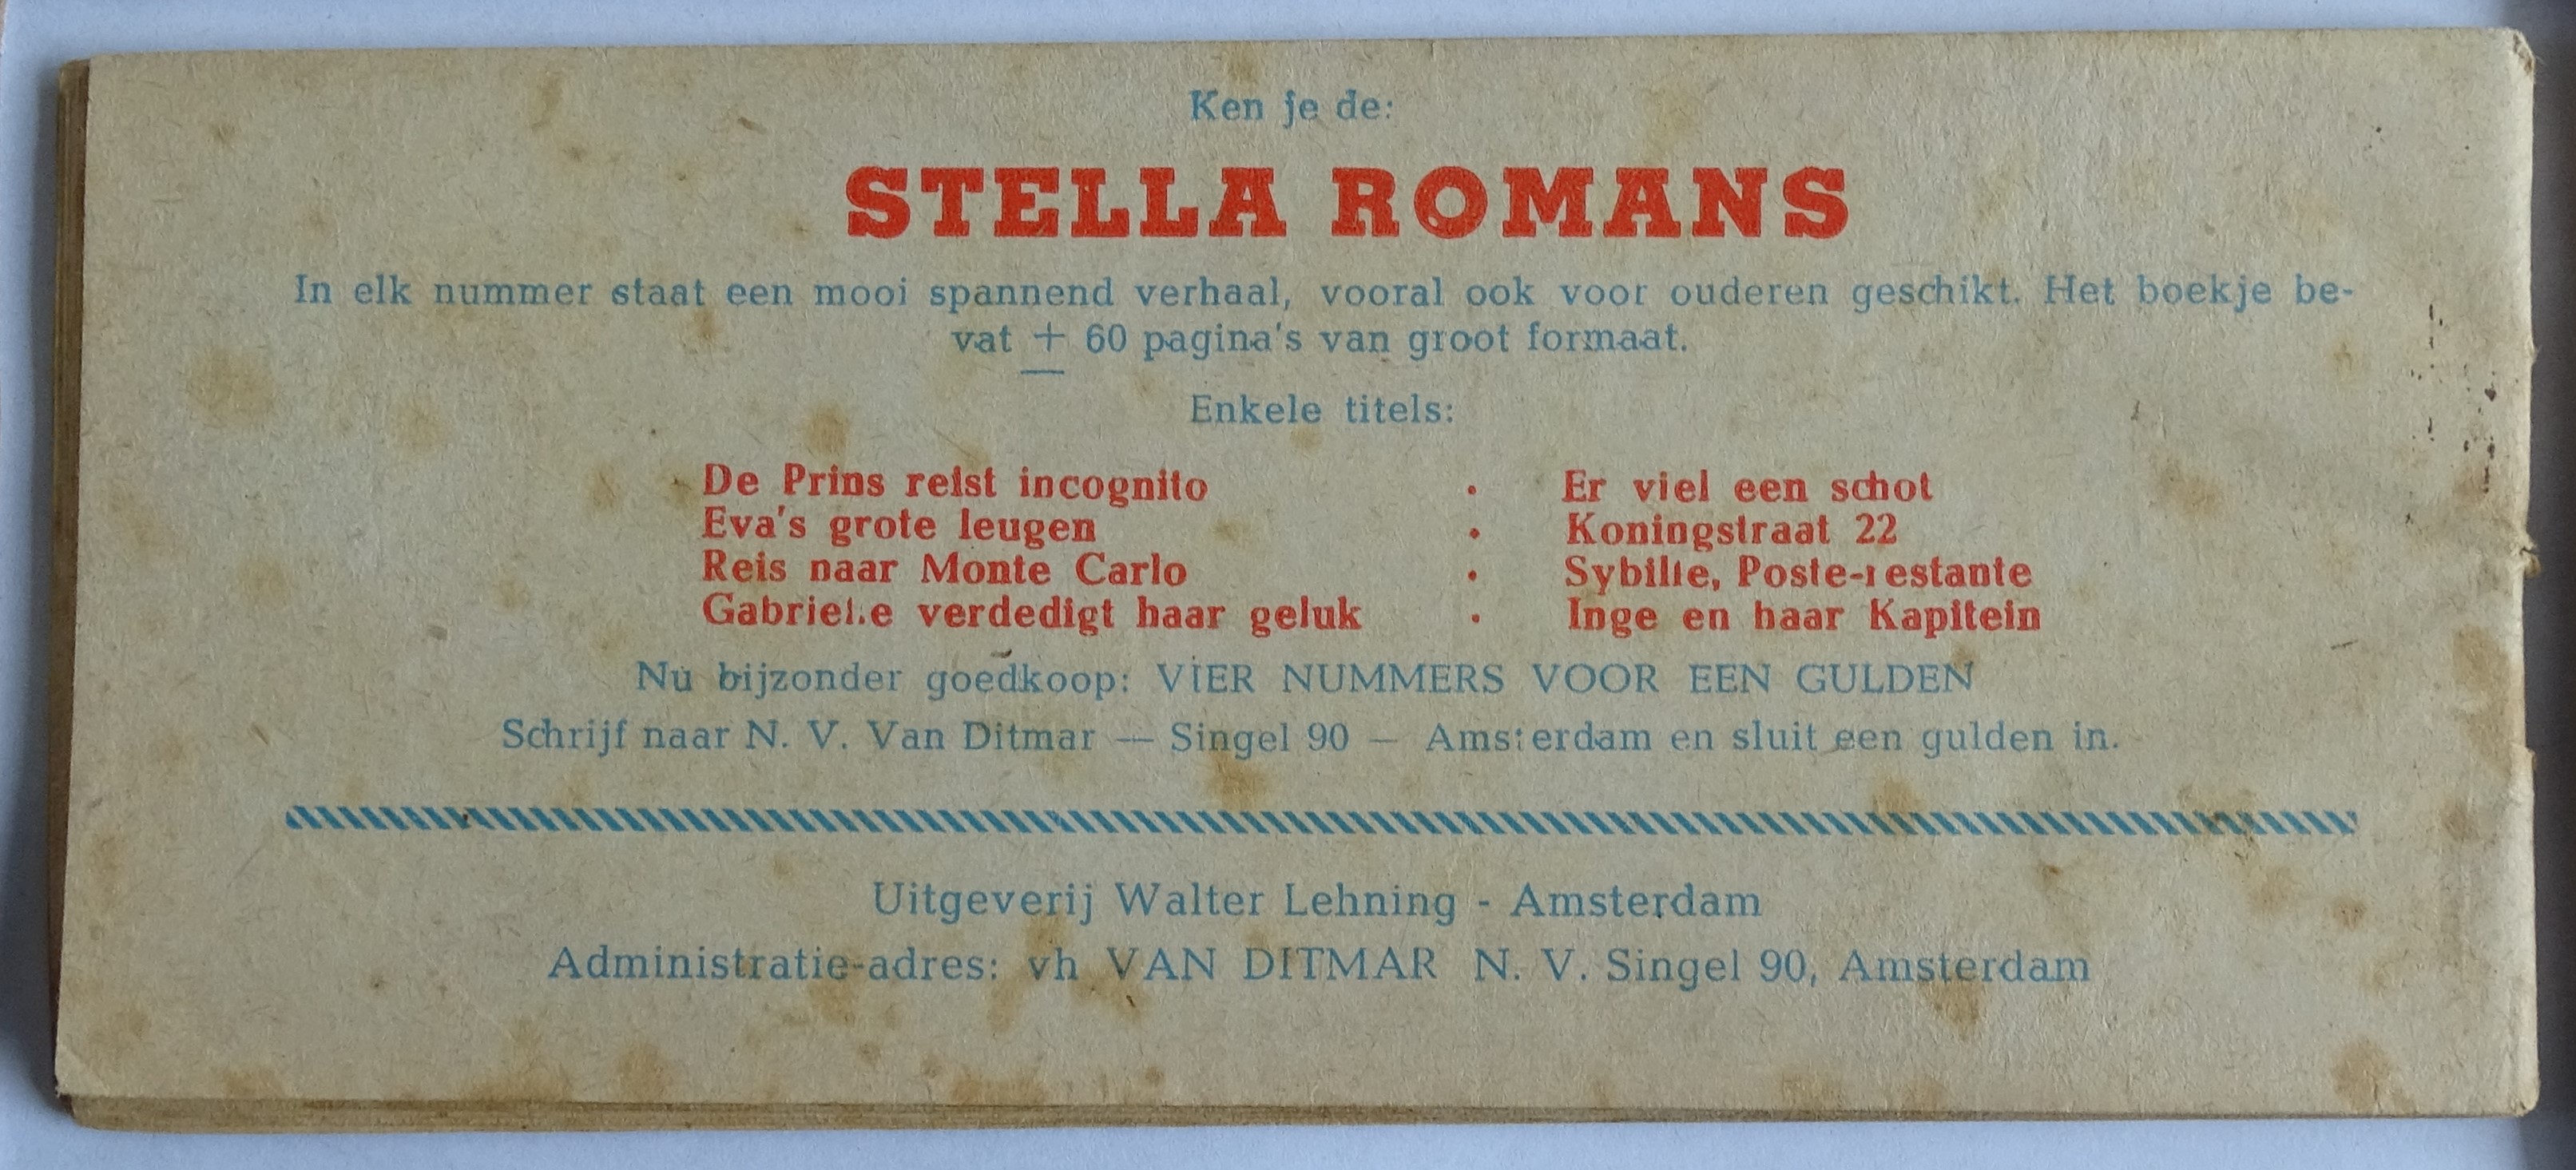 Ken je de:
STELLA ROMANS
In elk nummer staat een mooi spannend verhaal, vooral ook voor ouderen geschikt. Het boekje be-
vat ± 60 pagina's van groot formaat.
Enkele titels:
De Prins reist incognito · Er viel een schot
Eva's grote leugen · Koningstraat 22
Reis naar Monte Carlo · Sybille, Poste-restante
Gabrielle verdedigt haar geluk · Inge en haar Kapitein
Nu bijzonder goedkoop: VIER NUMMERS VOOR EEN GULDEN
Schrijf naar N. V. Van Ditmar — Singel 90 — Amsterdam en sluit een gulden in.
Uitgeverij Walter Lehning - Amsterdam
Administratie-adres: vh VAN DITMAR N. V. Singel 90, Amsterdam